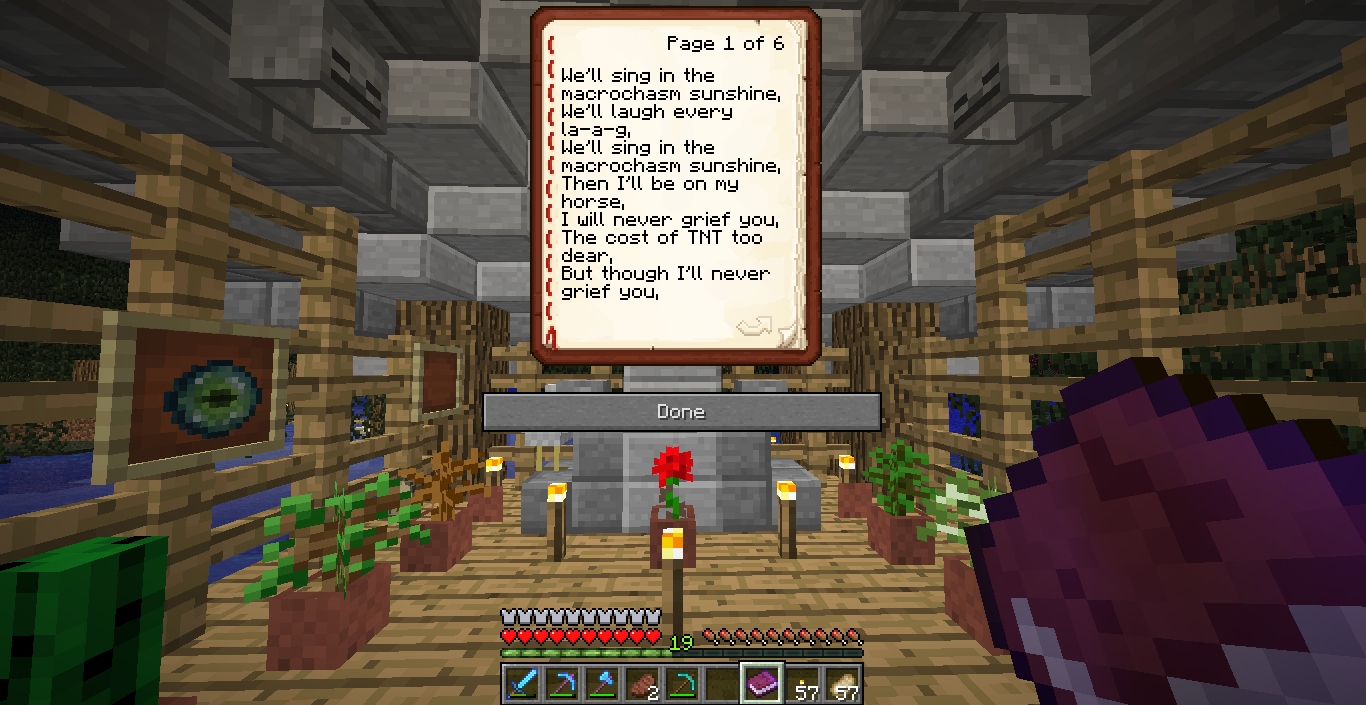 Page 1 of 6
We'll sing in the
macrochasm sunshine,
We'll laugh every
la-a-g,
We'll sing in the
macrochasm sunshine,
Then I'll be on my
horse,
I will never grief you,
The cost of TNT too
dear,
But though I'll never
grief you,
Done
19
2
57
57